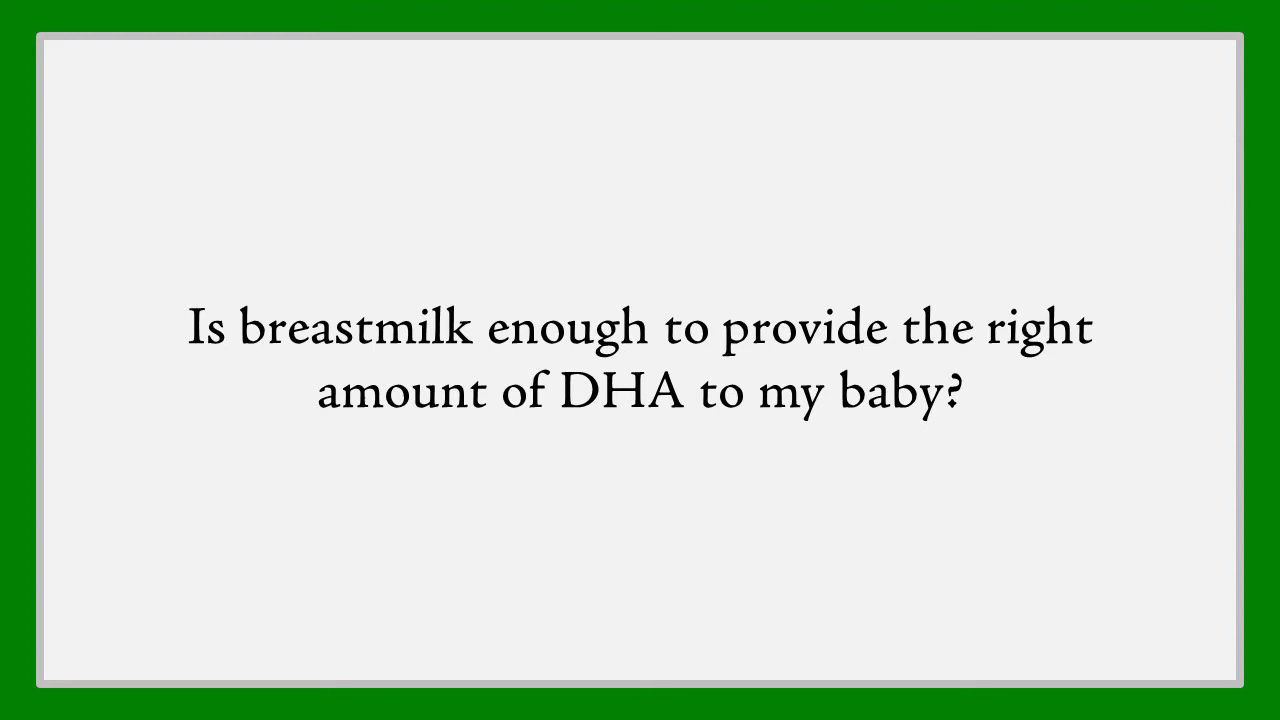 Is breastmilk enough to provide the right
amount of DHA to my baby?